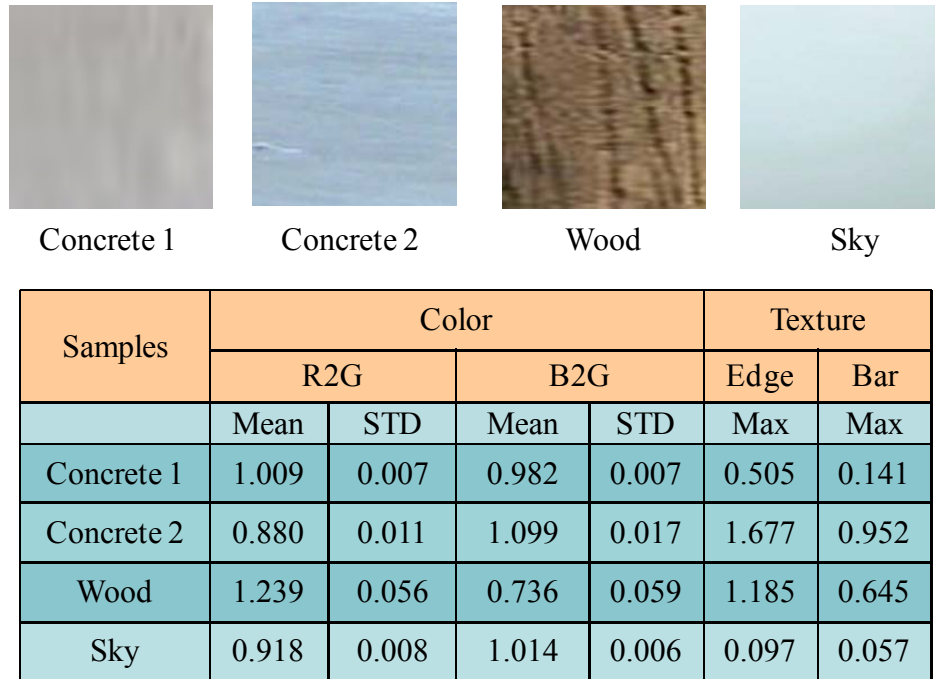 Concrete 1 Concrete 2 Wood Sky
Samples Color Texture
R2G B2G Edge Bar
Mean STD Mean STD Max Max
Concrete 1 1.009 0.007 0.982 0.007 0.505 0.141
Concrete 2 0.880 0.011 1.099 0.017 1.677 0.952
Wood 1.239 0.056 0.736 0.059 1.185 0.645
Sky 0.918 0.008 1.014 0.006 0.097 0.057